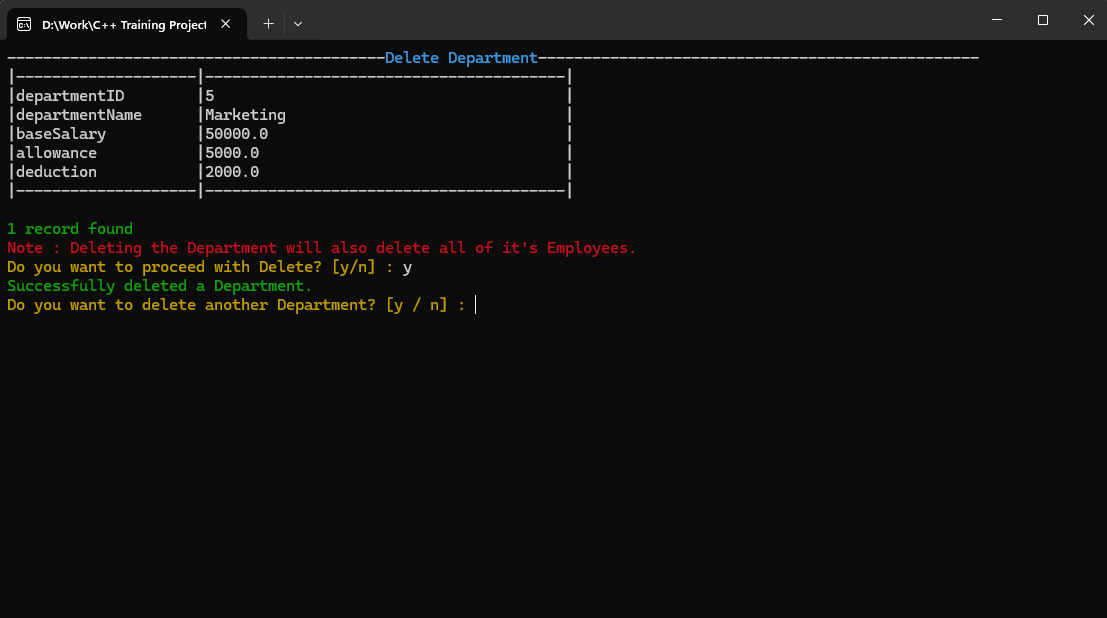 D:\Work\C++ Training Project
------------------------------------------Delete Department-------------------------------------------------
|--------------------|----------------------------------------|
|departmentID        |5                                       |
|departmentName      |Marketing                               |
|baseSalary          |50000.0                                 |
|allowance           |5000.0                                  |
|deduction           |2000.0                                  |
|--------------------|----------------------------------------|
1 record found
Note : Deleting the Department will also delete all of it's Employees.
Do you want to proceed with Delete? [y/n] : y
Successfully deleted a Department.
Do you want to delete another Department? [y / n] :